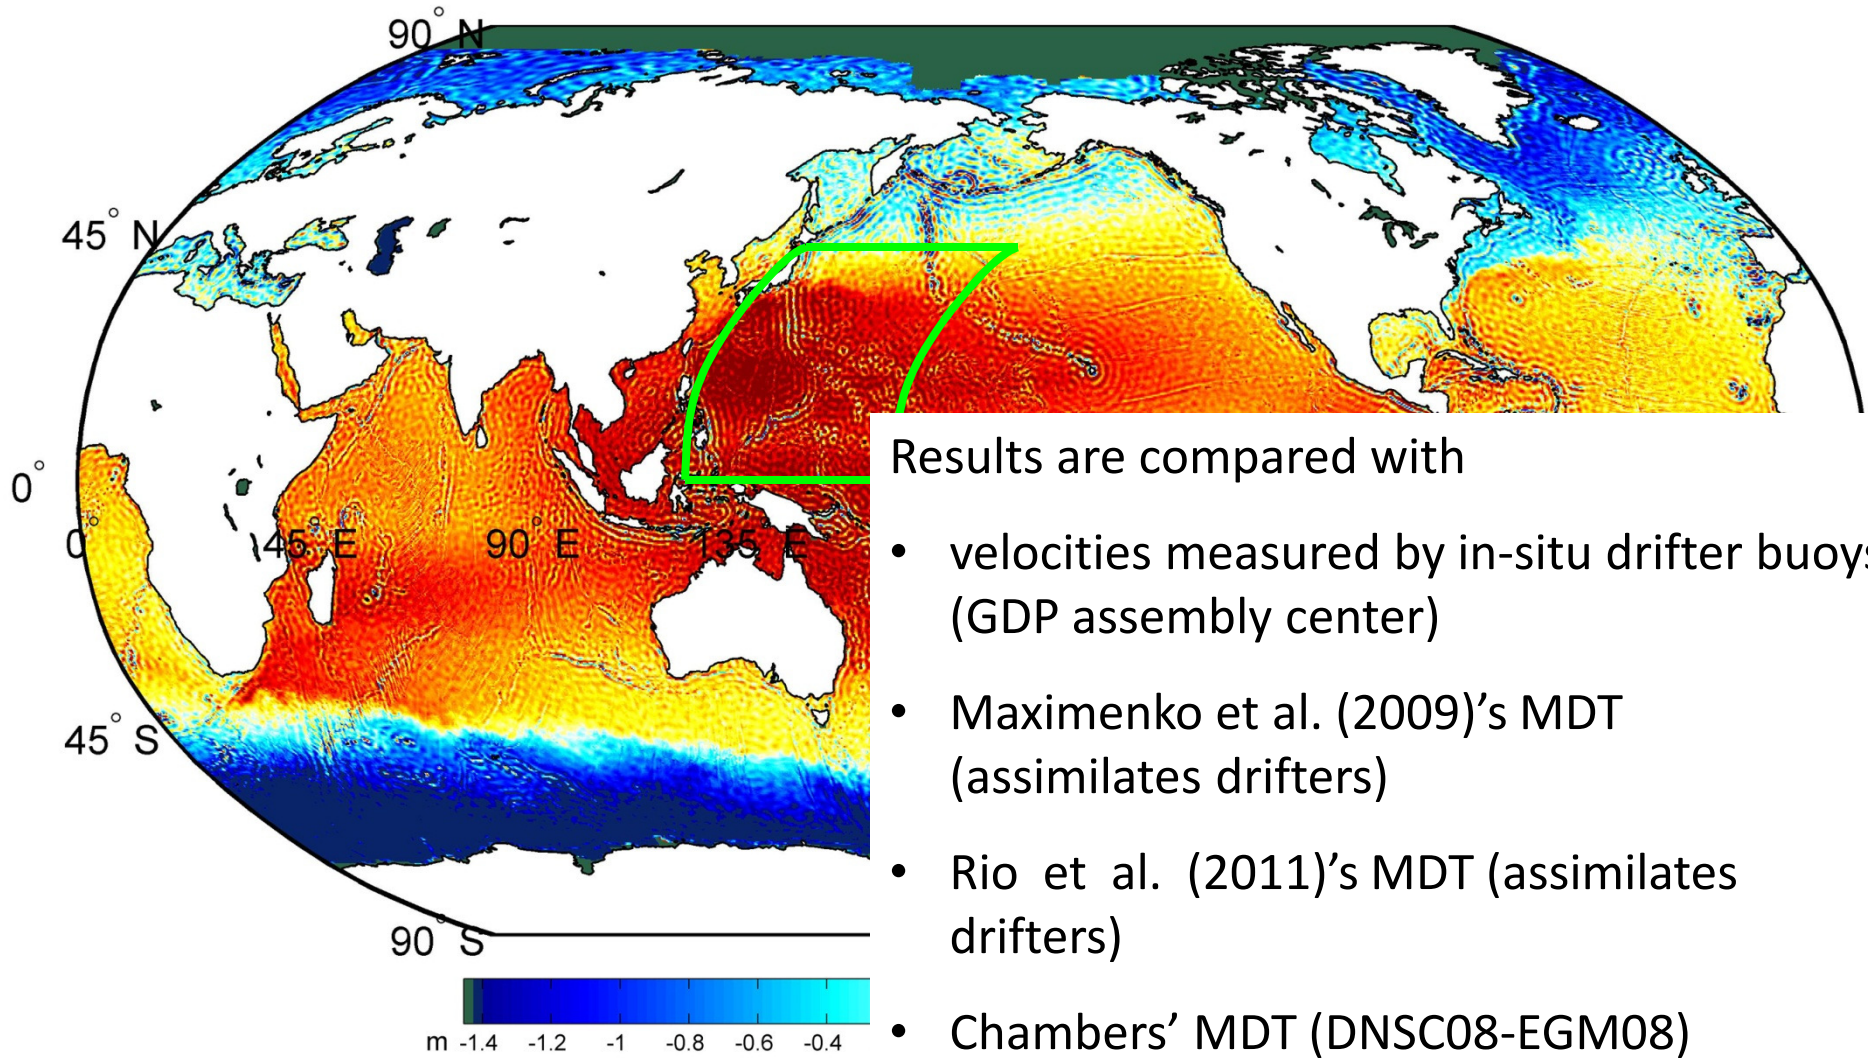 90° N
45° N
0°
0°
45° E
90° E
135° E
45° S
90° S
m -1.4 -1.2 -1 -0.8 -0.6 -0.4
Results are compared with
• velocities measured by in-situ drifter buoys
(GDP assembly center)
• Maximenko et al. (2009)’s MDT
(assimilates drifters)
• Rio et al. (2011)’s MDT (assimilates
drifters)
• Chambers’ MDT (DNSC08-EGM08)